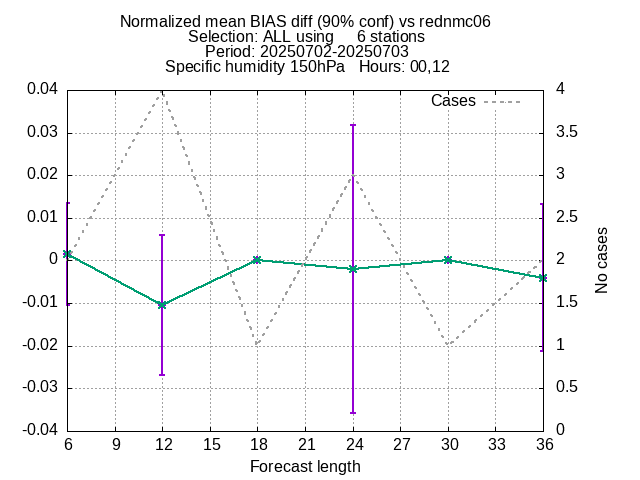 Normalized mean BIAS diff (90% conf) vs rednmc06
Selection: ALL using     6 stations
Period: 20250702-20250703
Specific humidity 150hPa   Hours: 00,12
Cases
0.04
0.03
0.02
0.01
0
-0.01
-0.02
-0.03
-0.04
4
3.5
3
2.5
2
1.5
1
0.5
0
No cases
6 9 12 15 18 21 24 27 30 33 36
Forecast length